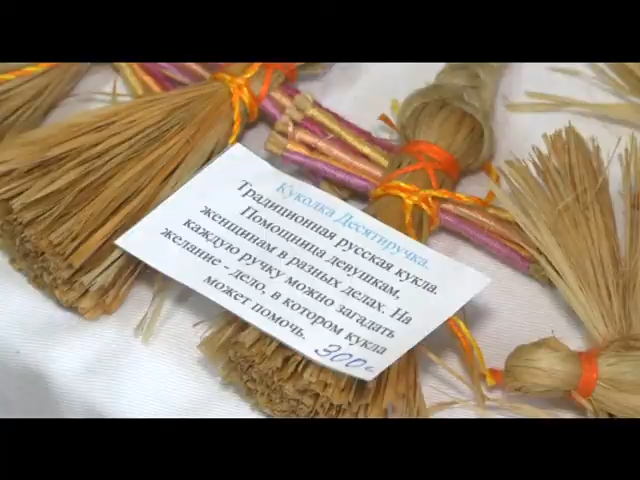 Куколка Десятиручка.
Традиционная русская кукла.
Помощница девушкам,
женщинам в разных делах. На
каждую ручку можно загадать
желание - дело, в котором кукла
может помочь.
300